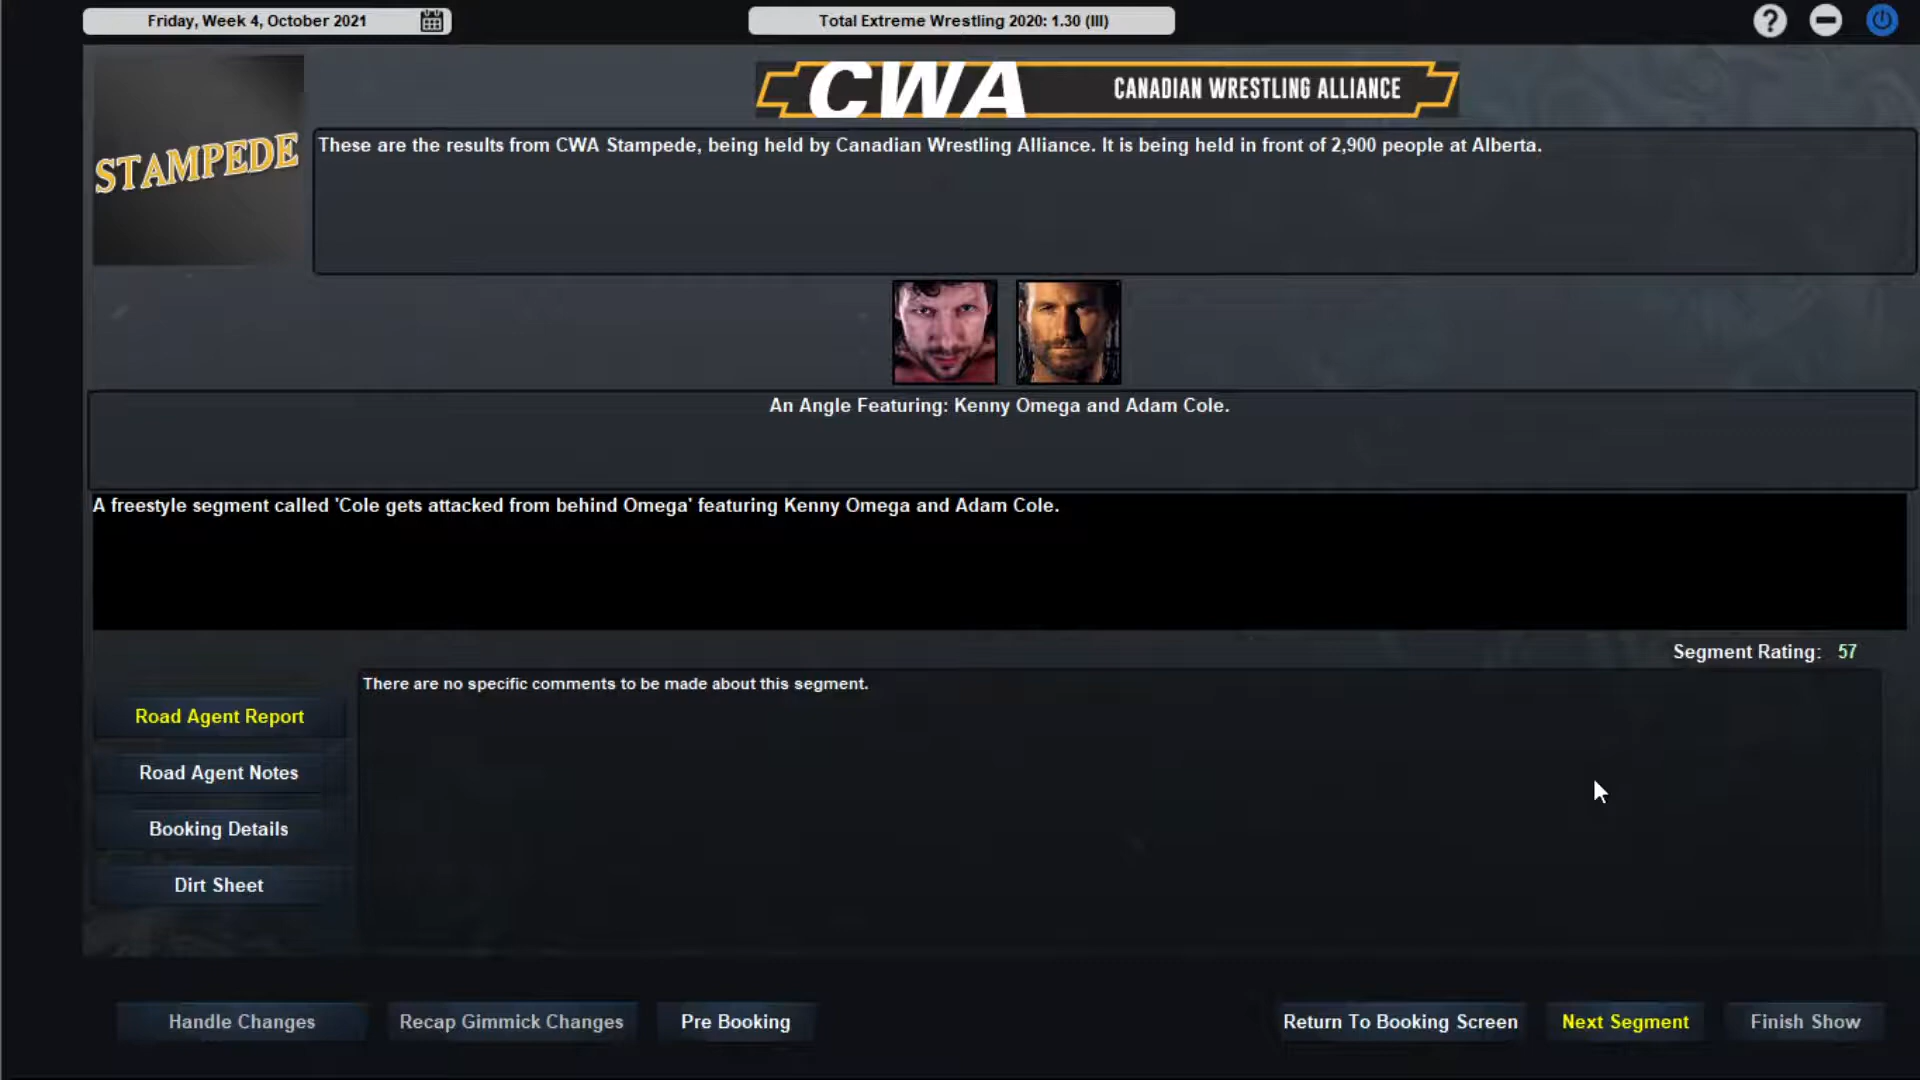 Friday, Week 4, October 2021
Total Extreme Wrestling 2020: 1.30 (III)
?
CWA
CANADIAN WRESTLING ALLIANCE
STAMPEDE
These are the results from CWA Stampede, being held by Canadian Wrestling Alliance. It is being held in front of 2,900 people at Alberta.
An Angle Featuring: Kenny Omega and Adam Cole.
A freestyle segment called 'Cole gets attacked from behind Omega' featuring Kenny Omega and Adam Cole.
Segment Rating: 57
There are no specific comments to be made about this segment.
Road Agent Report
Road Agent Notes
Booking Details
Dirt Sheet
Handle Changes
Recap Gimmick Changes
Pre Booking
Return To Booking Screen
Next Segment
Finish Show